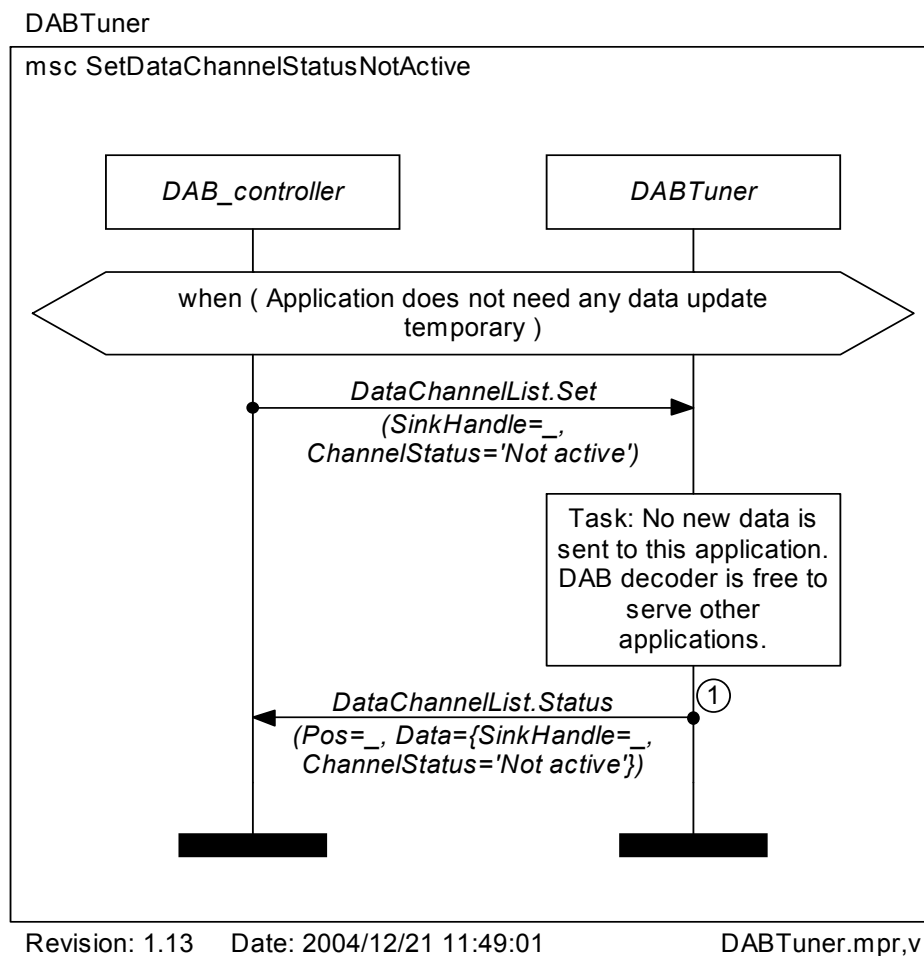 DABTuner
msc SetDataChannelStatusNotActive
DAB_controller
DABTuner
when ( Application does not need any data update
temporary )
DataChannelList.Set
(SinkHandle=_,
ChannelStatus='Not active')
Task: No new data is
sent to this application.
DAB decoder is free to
serve other
applications.
1
DataChannelList.Status
(Pos=_, Data={SinkHandle=_,
ChannelStatus='Not active'})
Revision: 1.13 Date: 2004/12/21 11:49:01 DABTuner.mpr,v